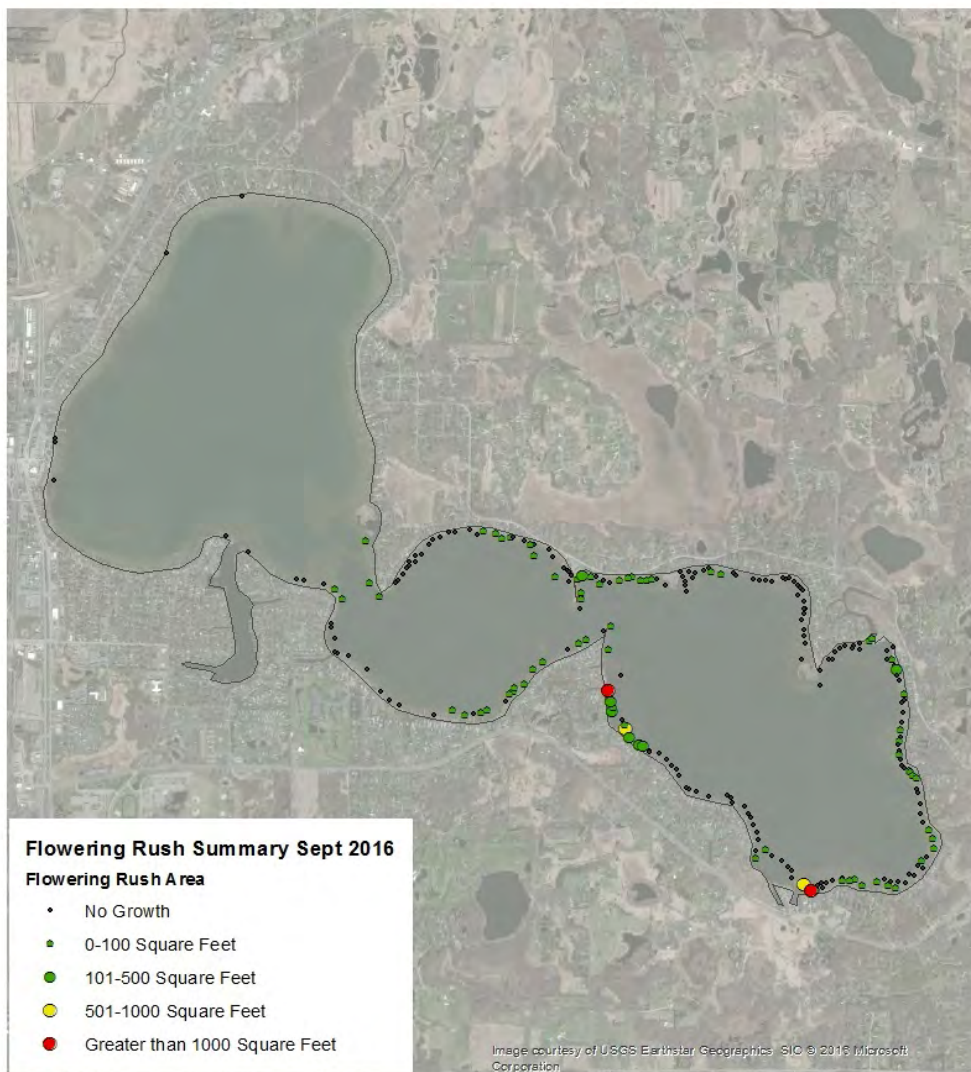 Flowering Rush Summary Sept 2016
Flowering Rush Area
No Growth
0-100 Square Feet
101-500 Square Feet
501-1000 Square Feet
Greater than 1000 Square Feet
Image courtesy of USGS Earthstar Geographics SIO © 2016 Microsoft
Corporation